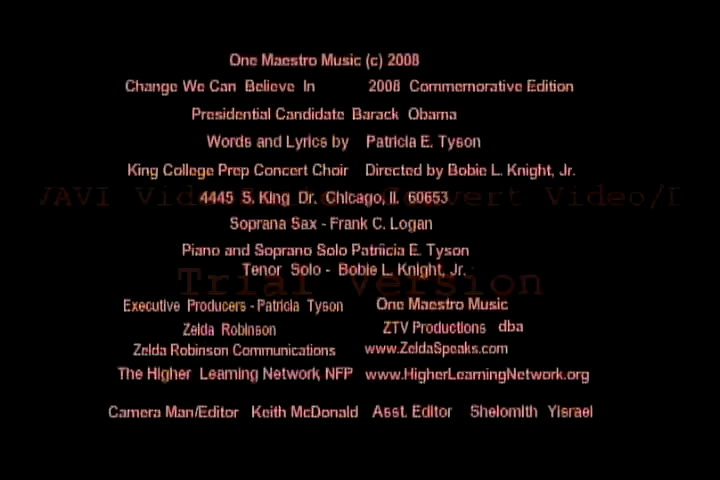 One Maestro Music (c) 2008
Change We Can Believe In 2008 Commemorative Edition
Presidential Candidate Barack Obama
Words and Lyrics by Patricia E. Tyson
King College Prep Concert Choir Directed by Bobie L. Knight, Jr.
4445 S. King Dr. Chicago, Il. 60653
Soprana Sax - Frank C. Logan
Piano and Soprano Solo Patriicia E. Tyson
Tenor Solo - Bobie L. Knight, Jr.
Trial version
Executive Producers - Patricia Tyson One Maestro Music
Zelda Robinson ZTV Productions dba
Zelda Robinson Communications www.ZeldaSpeaks.com
The Higher Learning Network, NFP www.HigherLearningNetwork.org
Camera Man/Editor Keith McDonald Asst. Editor Shelomith Yisrael